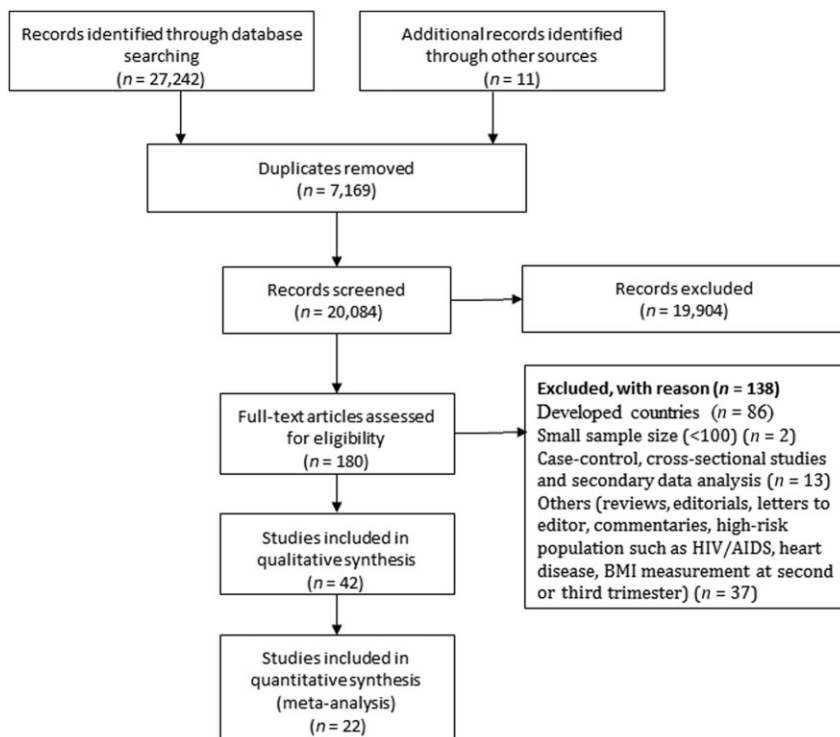 Records identified through database
searching
(n = 27,242)
Additional records identified
through other sources
(n = 11)
Duplicates removed
(n = 7,169)
Records screened
(n = 20,084)
Records excluded
(n = 19,904)
Full-text articles assessed
for eligibility
(n = 180)
Excluded, with reason (n = 138)
Developed countries (n = 86)
Small sample size (<100) (n = 2)
Case-control, cross-sectional studies
and secondary data analysis (n = 13)
Others (reviews, editorials, letters to
editor, commentaries, high-risk
population such as HIV/AIDS, heart
disease, BMI measurement at second
or third trimester) (n = 37)
Studies included in
qualitative synthesis
(n = 42)
Studies included in
quantitative synthesis
(meta-analysis)
(n = 22)